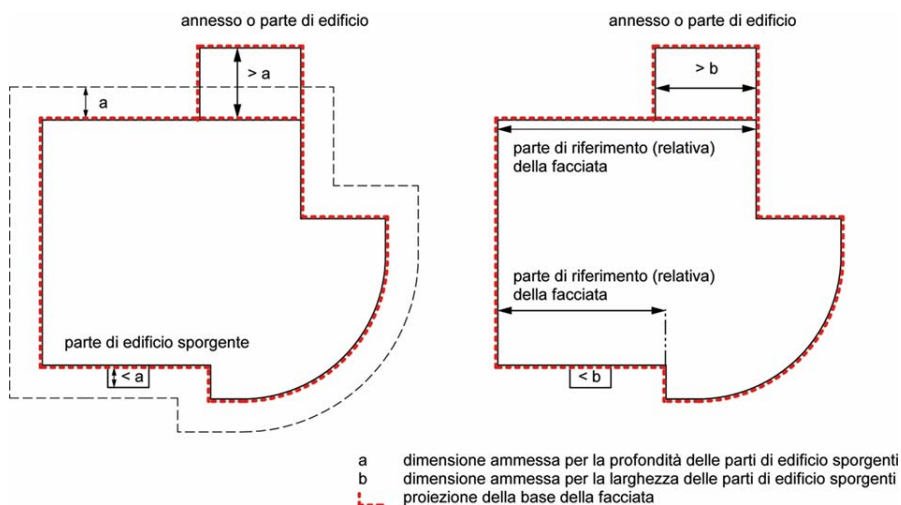 annesso o parte di edificio
> a
a
parte di edificio sporgente
< a
annesso o parte di edificio
> b
parte di riferimento (relativa)
della facciata
parte di riferimento (relativa)
della facciata
< b
a dimensione ammessa per la profondità delle parti di edificio sporgenti
b dimensione ammessa per la larghezza delle parti di edificio sporgenti
proiezione della base della facciata